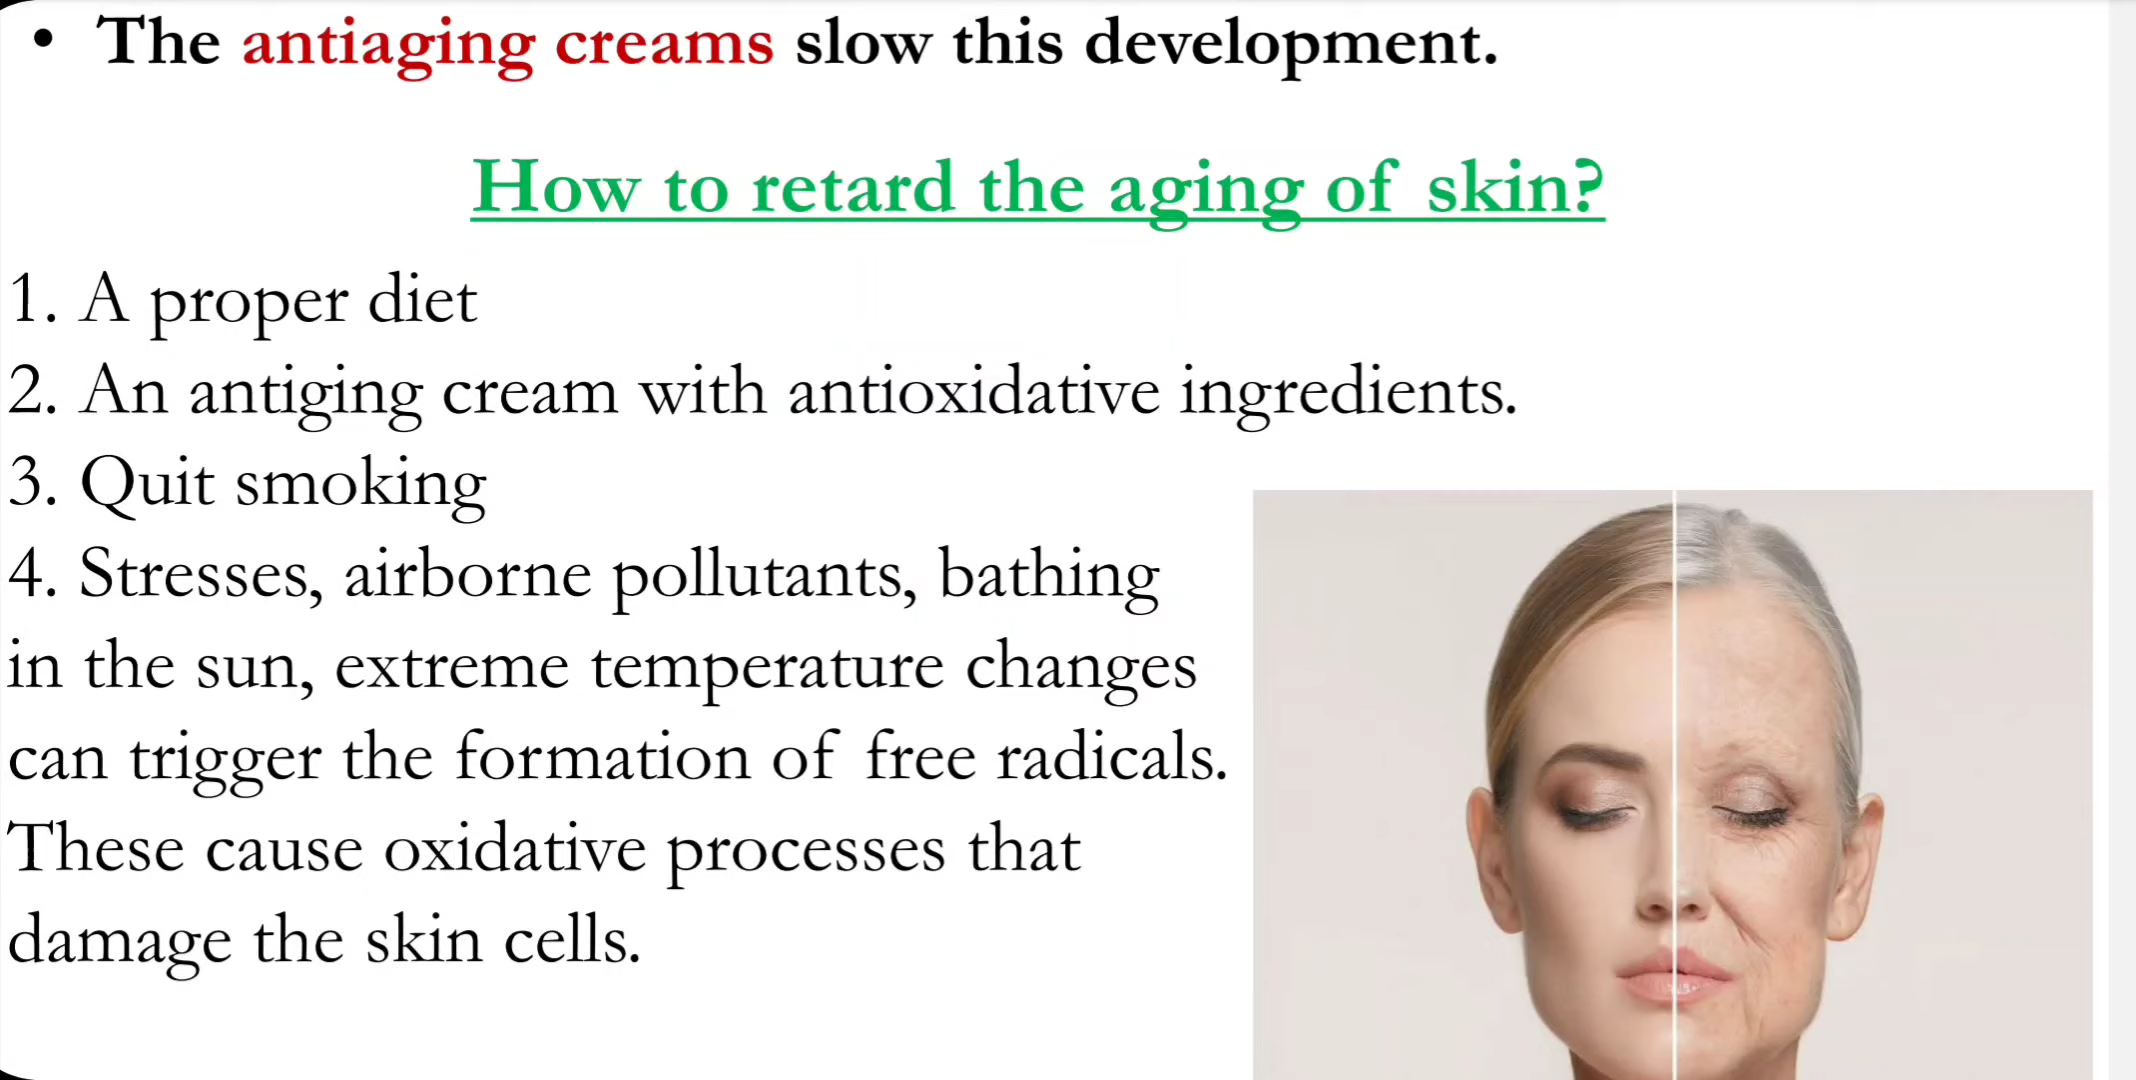 • The antiaging creams slow this development.
How to retard the aging of skin?
1. A proper diet
2. An antiging cream with antioxidative ingredients.
3. Quit smoking
4. Stresses, airborne pollutants, bathing
in the sun, extreme temperature changes
can trigger the formation of free radicals.
These cause oxidative processes that
damage the skin cells.